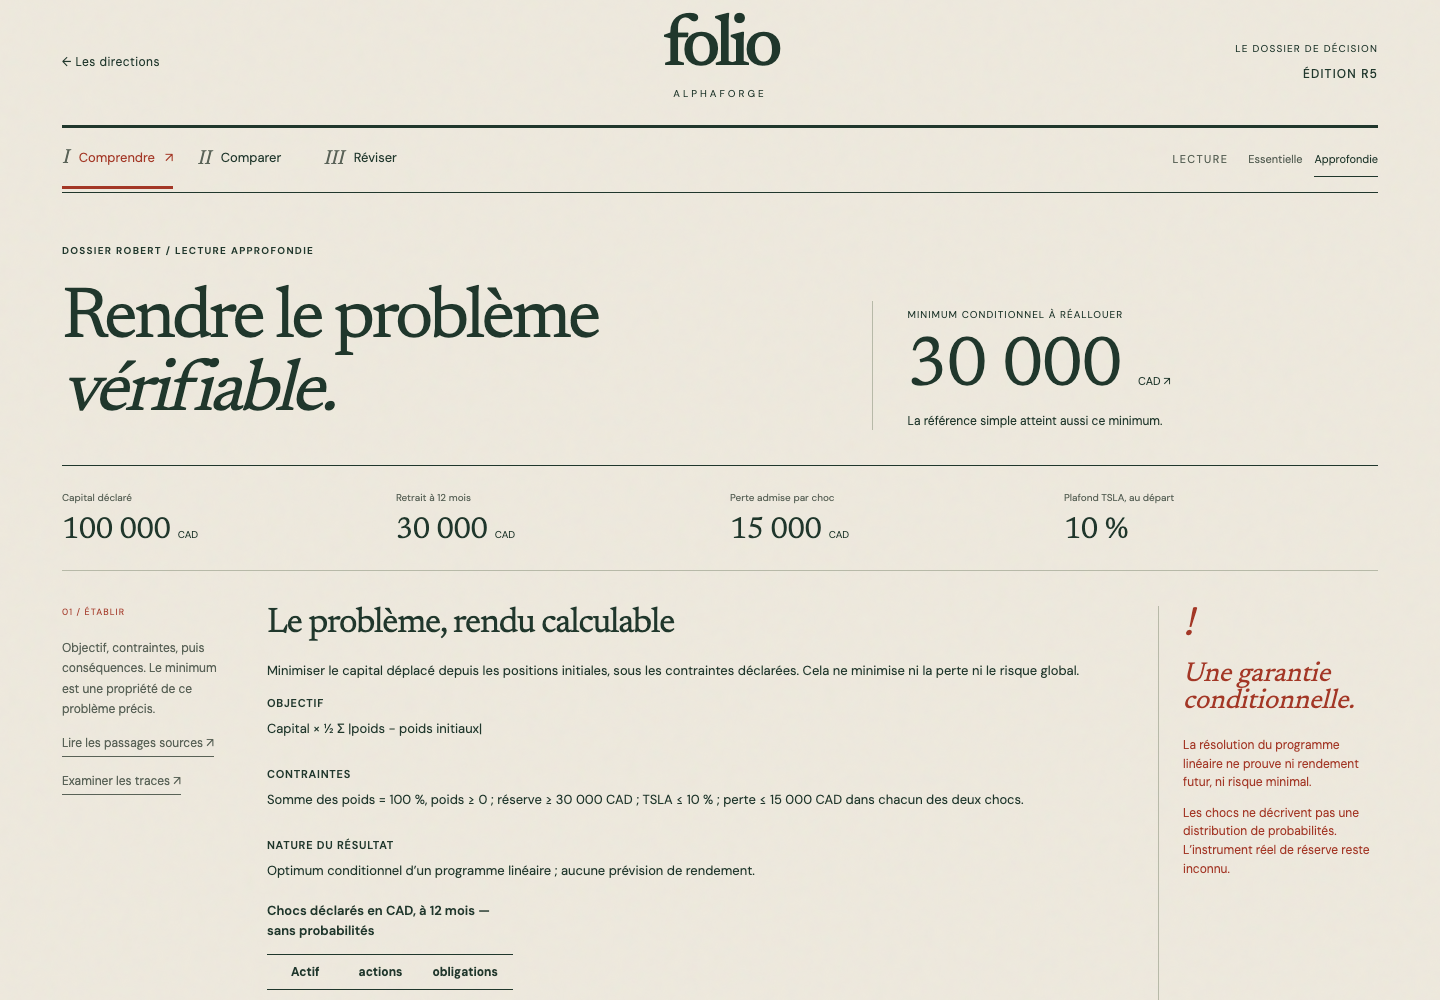 ← Les directions
folio
ALPHAFORGE
LE DOSSIER DE DÉCISION
ÉDITION R5
I Comprendre ↗ II Comparer III Réviser
LECTURE Essentielle Approfondie
DOSSIER ROBERT / LECTURE APPROFONDIE
Rendre le problème
vérifiable.
MINIMUM CONDITIONNEL À RÉALLOUER
30 000 CAD ↗
La référence simple atteint aussi ce minimum.
Capital déclaré
100 000 CAD
Retrait à 12 mois
30 000 CAD
Perte admise par choc
15 000 CAD
Plafond TSLA, au départ
10 %
01 / ÉTABLIR
Objectif, contraintes, puis
conséquences. Le minimum
est une propriété de ce
problème précis.
Lire les passages sources ↗
Examiner les traces ↗
Le problème, rendu calculable
Minimiser le capital déplacé depuis les positions initiales, sous les contraintes déclarées. Cela ne minimise ni la perte ni le risque global.
OBJECTIF
Capital × ½ Σ |poids − poids initiaux|
CONTRAINTES
Somme des poids = 100 %, poids ≥ 0 ; réserve ≥ 30 000 CAD ; TSLA ≤ 10 % ; perte ≤ 15 000 CAD dans chacun des deux chocs.
NATURE DU RÉSULTAT
Optimum conditionnel d’un programme linéaire ; aucune prévision de rendement.
Chocs déclarés en CAD, à 12 mois —
sans probabilités
Actif actions obligations
!
Une garantie
conditionnelle.
La résolution du programme
linéaire ne prouve ni rendement
futur, ni risque minimal.
Les chocs ne décrivent pas une
distribution de probabilités.
L’instrument réel de réserve reste
inconnu.